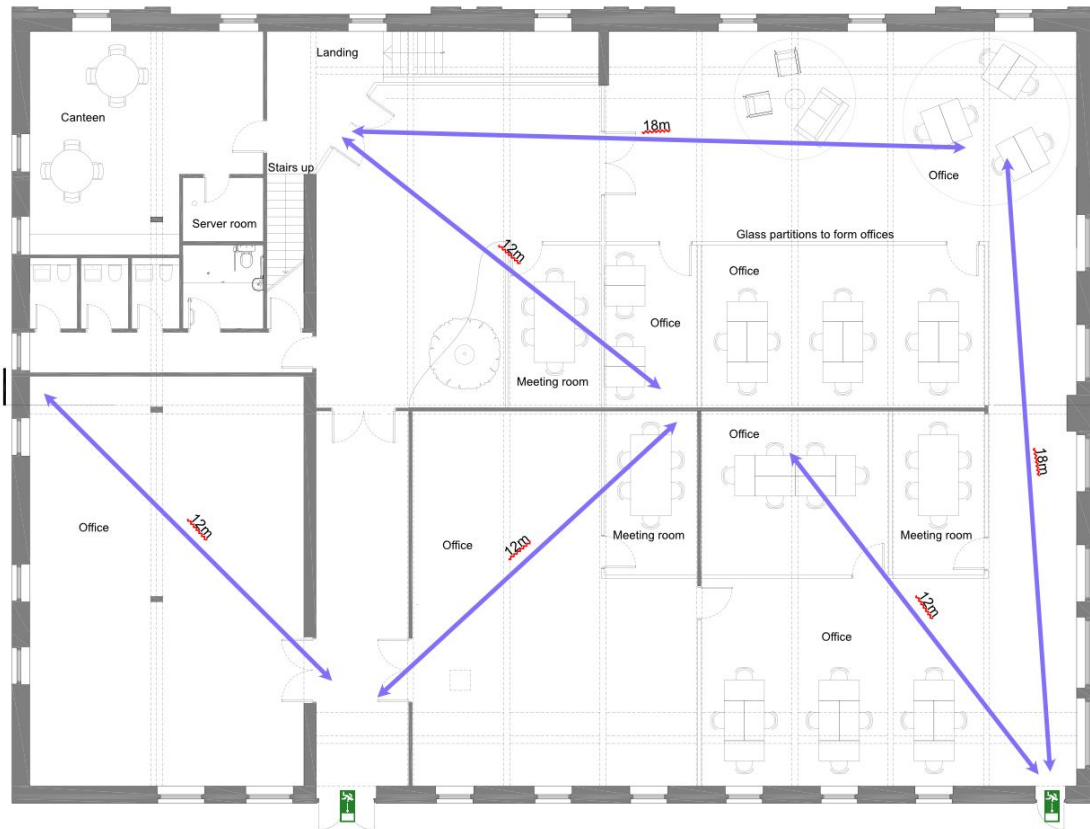 Landing
Canteen
18m
Stairs up
Office
Server room
Glass partitions to form offices
12m
Office
Office
Meeting room
Office
18m
Office
12m
12m
Office
Meeting room
Meeting room
12m
Office